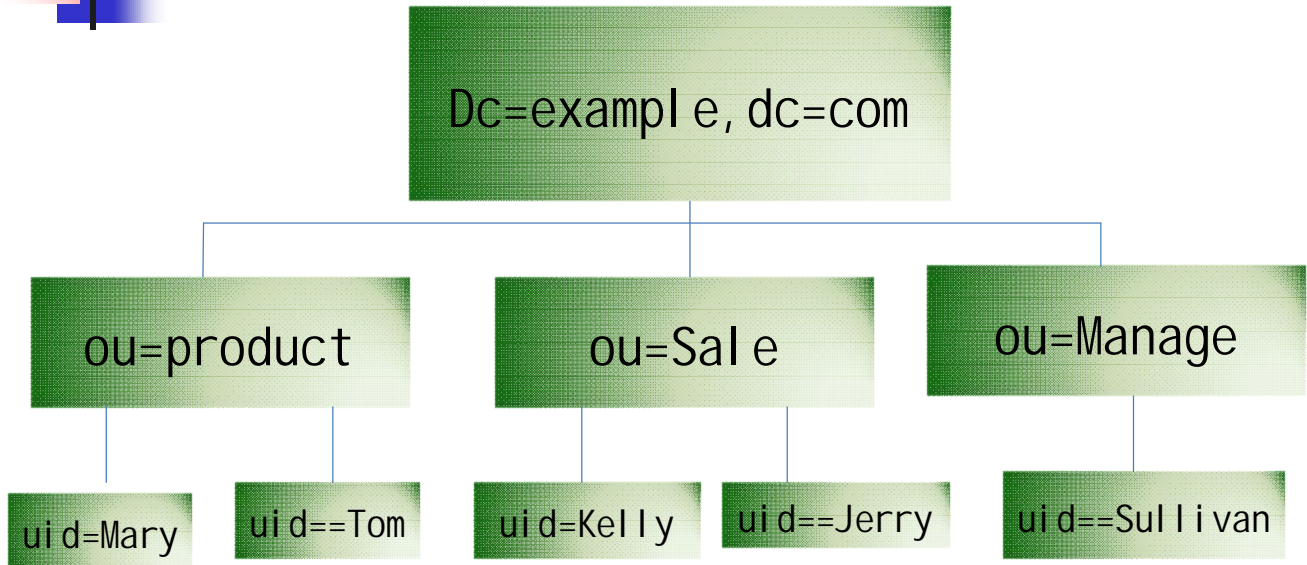 Dc=example,dc=com
ou=product
ou=Sale
ou=Manage
uid=Mary
uid==Tom
uid=Kelly
uid==Jerry
uid==Sullivan